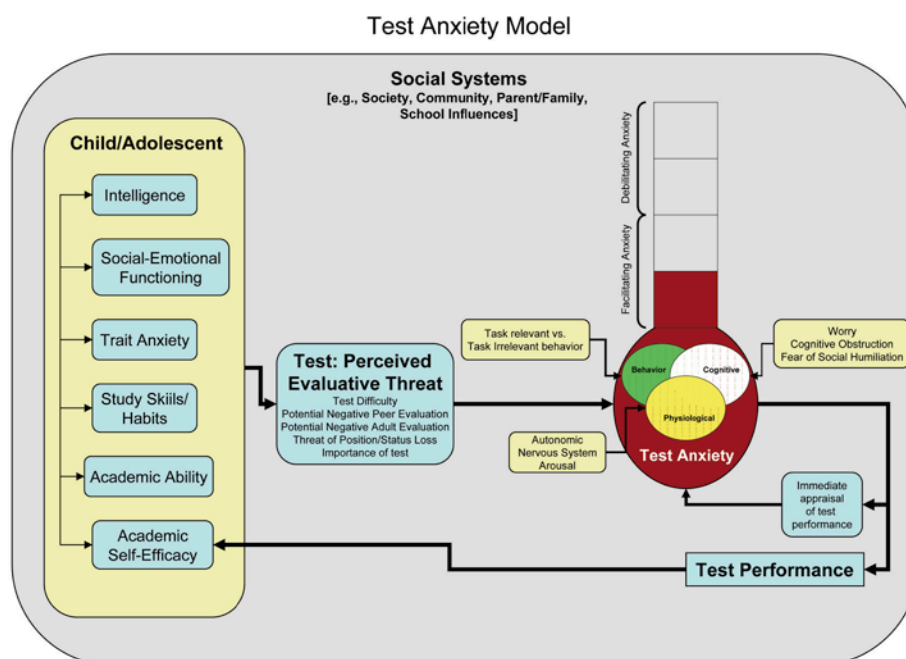 Test Anxiety Model
Social Systems
[e.g., Society, Community, Parent/Family,
School Influences]
Child/Adolescent
Intelligence
Social-Emotional
Functioning
Trait Anxiety
Study Skiils/
Habits
Academic Ability
Academic
Self-Efficacy
Test: Perceived
Evaluative Threat
Test Difficulty
Potential Negative Peer Evaluation
Potential Negative Adult Evaluation
Threat of Position/Status Loss
Importance of test
Debilitating Anxiety
Facilitating Anxiety
Task relevant vs.
Task Irrelevant behavior
Worry
Cognitive Obstruction
Fear of Social Humiliation
Behavior
Cognitive
Physiological
Autonomic
Nervous System
Arousal
Test Anxiety
Immediate
appraisal
of test
performance
Test Performance